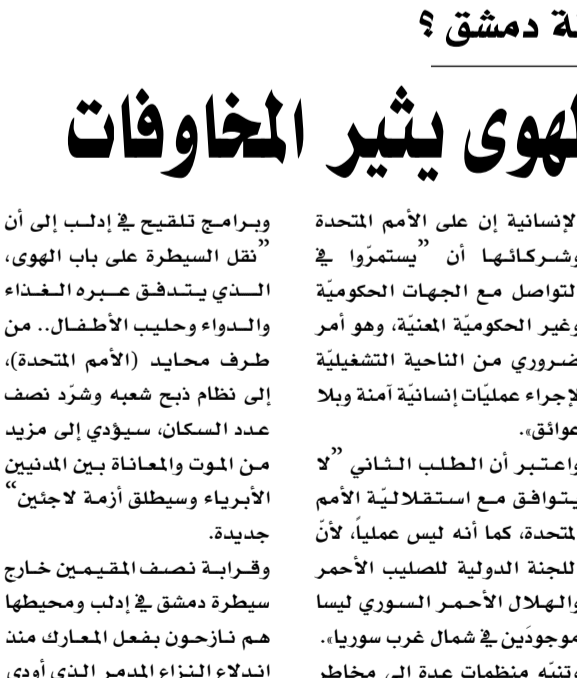 دمشق ؟
الهوى يثير المخاوفات
الإنسانية إن على الأمم المتحدة
وشركائها أن ”يستمرّوا في
التواصل مع الجهات الحكوميّة
وغير الحكوميّة المعنيّة، وهو أمر
ضروري من الناحية التشغيليّة
لإجراء عمليّات إنسانيّة آمنة وبلا
عوائق».
واعتبر أن الطلب الثاني ”لا
يتوافق مع استقلاليّة الأمم
المتحدة، كما أنه ليس عملياً، لأنّ
اللجنة الدولية للصليب الأحمر
والهلال الأحمر السوري ليسا
موجودَين في شمال غرب سوريا».
وتنبّه منظمات عدة إلى مخاطر
وبرامج تلقيح في إدلب إلى أن
”نقل السيطرة على باب الهوى،
الذي يتدفق عبره الغذاء
والدواء وحليب الأطفال.. من
طرف محايد (الأمم المتحدة)،
إلى نظام ذبح شعبه وشرّد نصف
عدد السكان، سيؤدي إلى مزيد
من الموت والمعاناة بين المدنيين
الأبرياء وسيطلق أزمة لاجئين“
جديدة.
وقرابة نصف المقيمين خارج
سيطرة دمشق في إدلب ومحيطها
هم نازحون بفعل المعارك منذ
اندلاع النزاع المدمر الذي أودى